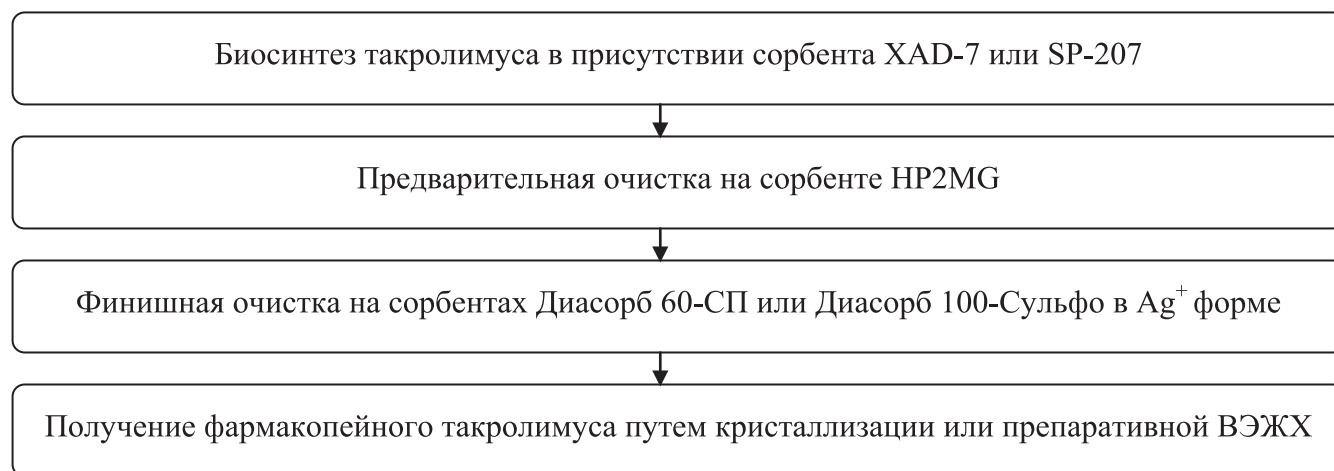 Биосинтез такролимуса в присутствии сорбента XAD-7 или SP-207
Предварительная очистка на сорбенте HP2MG
Финишная очистка на сорбентах Диасорб 60-СП или Диасорб 100-Сульфо в Ag⁺ форме
Получение фармакопейного такролимуса путем кристаллизации или препаративной ВЭЖХ